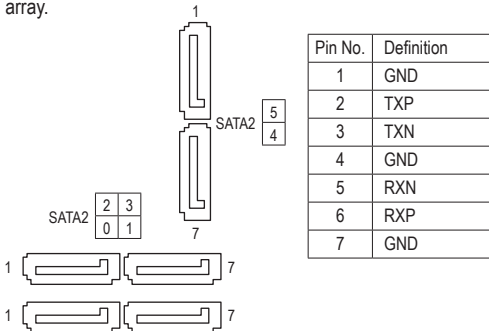 array.
1
SATA2
5
4
7
SATA2
2 3
0 1
1 7
1 7
Pin No. Definition
1 GND
2 TXP
3 TXN
4 GND
5 RXN
6 RXP
7 GND